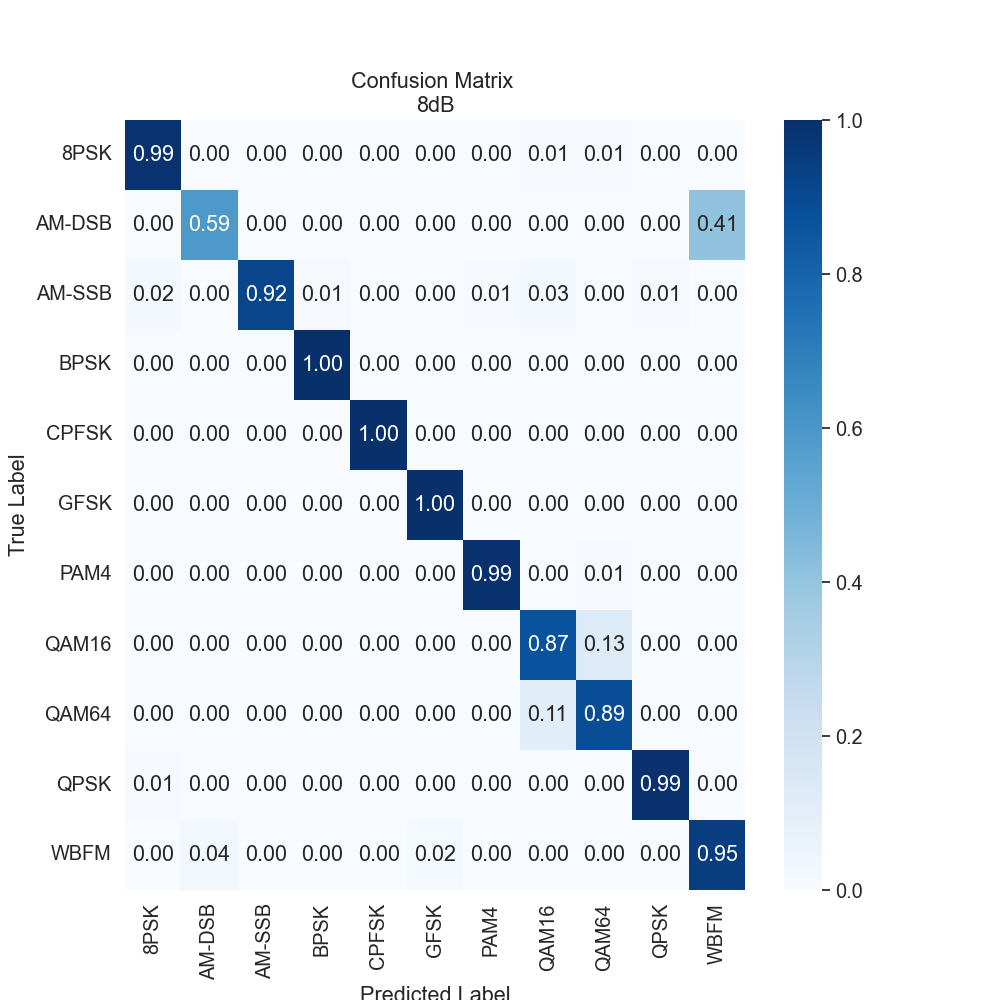 Confusion Matrix
8dB
8PSK 0.99 0.00 0.00 0.00 0.00 0.00 0.00 0.01 0.01 0.00 0.00
AM-DSB 0.00 0.59 0.00 0.00 0.00 0.00 0.00 0.00 0.00 0.00 0.41
AM-SSB 0.02 0.00 0.92 0.01 0.00 0.00 0.01 0.03 0.00 0.01 0.00
BPSK 0.00 0.00 0.00 1.00 0.00 0.00 0.00 0.00 0.00 0.00 0.00
CPFSK 0.00 0.00 0.00 0.00 1.00 0.00 0.00 0.00 0.00 0.00 0.00
GFSK 0.00 0.00 0.00 0.00 0.00 1.00 0.00 0.00 0.00 0.00 0.00
PAM4 0.00 0.00 0.00 0.00 0.00 0.00 0.99 0.00 0.01 0.00 0.00
QAM16 0.00 0.00 0.00 0.00 0.00 0.00 0.00 0.87 0.13 0.00 0.00
QAM64 0.00 0.00 0.00 0.00 0.00 0.00 0.00 0.11 0.89 0.00 0.00
QPSK 0.01 0.00 0.00 0.00 0.00 0.00 0.00 0.00 0.00 0.99 0.00
WBFM 0.00 0.04 0.00 0.00 0.00 0.02 0.00 0.00 0.00 0.00 0.95
8PSK AM-DSB AM-SSB BPSK CPFSK GFSK PAM4 QAM16 QAM64 QPSK WBFM
Predicted Label
True Label
1.0
0.8
0.6
0.4
0.2
0.0